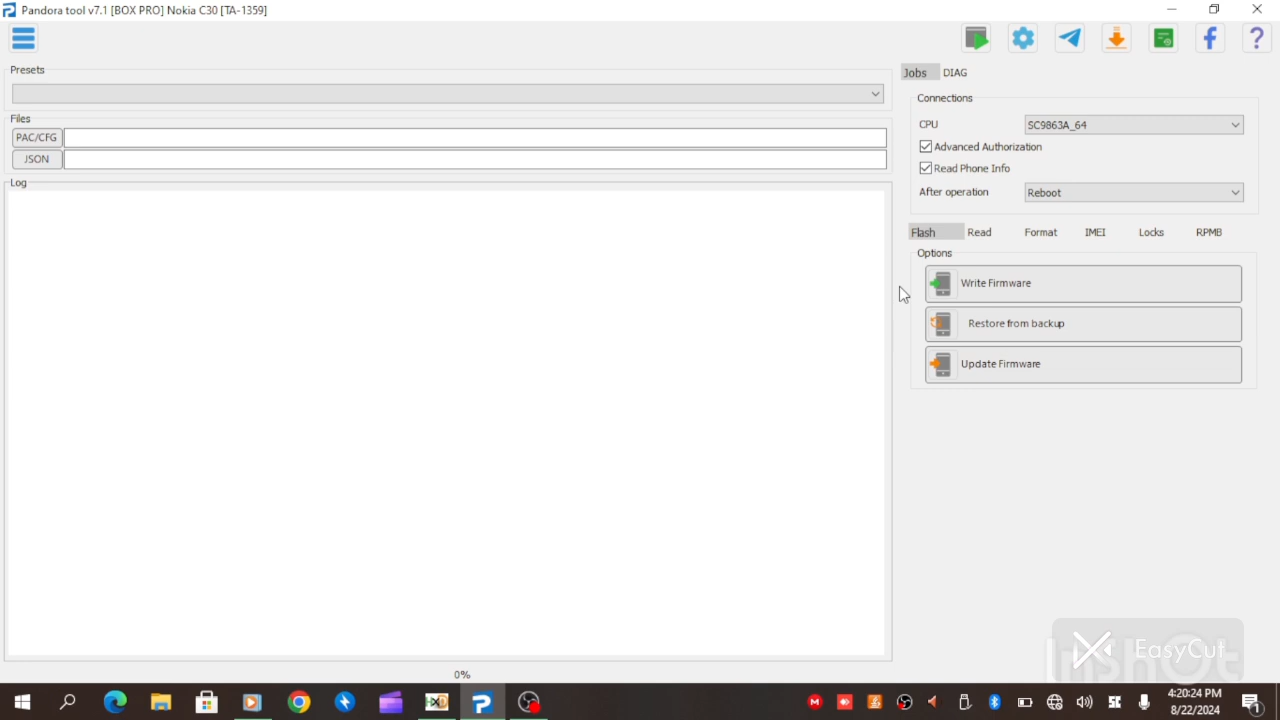 Pandora tool v7.1 [BOX PRO] Nokia C30 [TA-1359]
Presets
Files
PAC/CFG
JSON
Log
0%
Jobs DIAG
Connections
CPU SC9863A_64
Advanced Authorization
Read Phone Info
After operation Reboot
Flash Read Format IMEI Locks RPMB
Options
Write Firmware
Restore from backup
Update Firmware
EasyCut
InShot
4:20:24 PM
8/22/2024